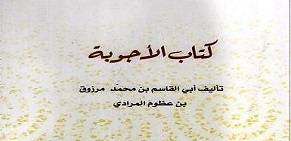 كتاب الأجوبة
تأليف أبي القاسم بن محمد مرزوق
بن عظوم المرادي